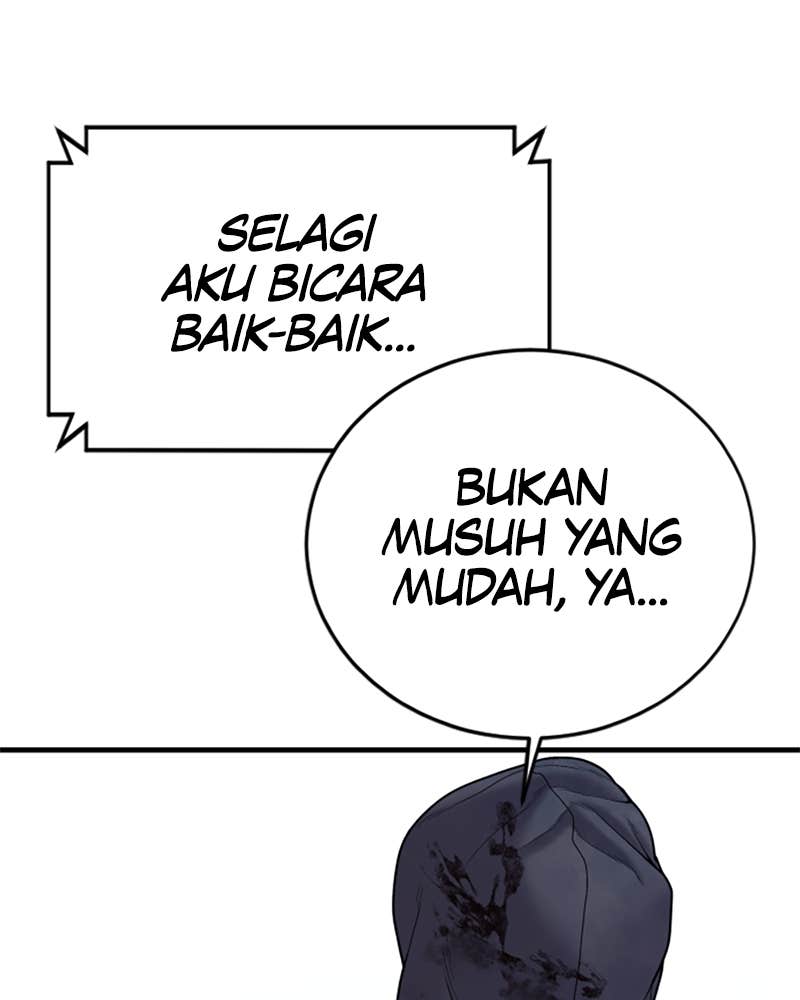 SELAGI
AKU BICARA
BAIK-BAIK...
BUKAN
MUSUH YANG
MUDAH, YA...